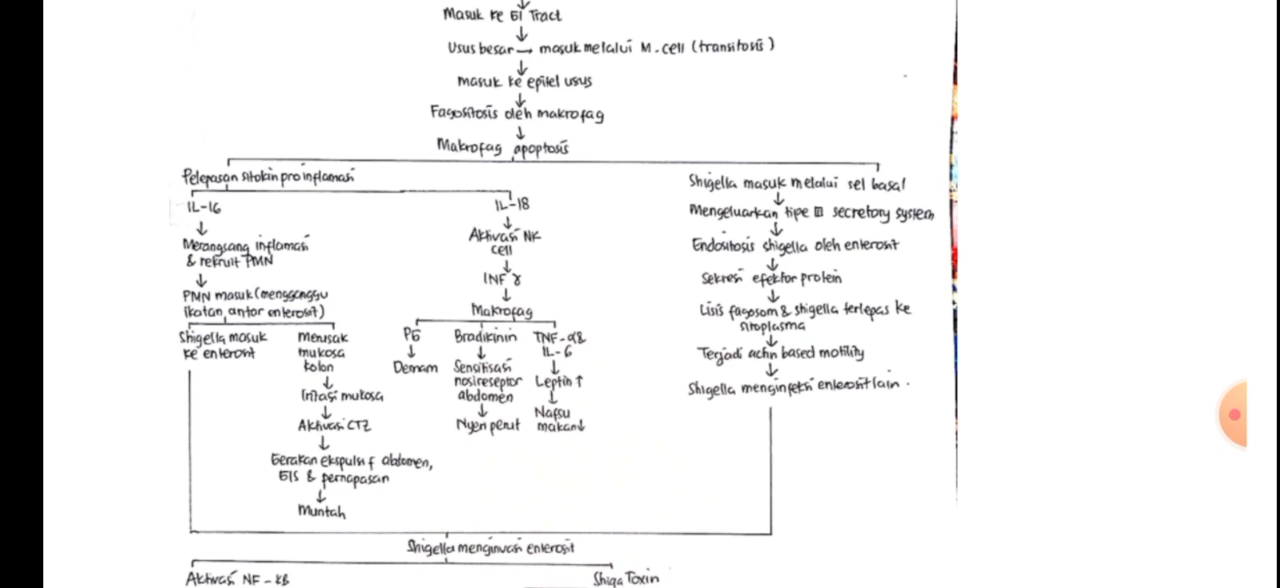 Masuk ke GI Tract
Usus besar → masuk melalui M.cell (transitosis)
masuk ke epitel usus
Fagositosis oleh makrofag
Makrofag apoptosis
Pelepasan sitokin pro inflamasi
IL-16
Merangsang inflamasi
& rekruit PMN
PMN masuk (mengganggu
ikatan antar enterosit)
Shigella masuk
ke enterosit
Merusak
mukosa
kolon
Iritasi mukosa
Aktivasi CTZ
Gerakan ekspulsif abdomen,
GIS & pernapasan
Muntah
IL-18
Aktivasi NK
cell
INF γ
Makrofag
PG
Demam
Bradikinin
Sensitisasi
nosireseptor
abdomen
Nyeri perut
TNF-α &
IL-6
Leptin ↑
Nafsu
makan↓
Shigella masuk melalui sel basal
Mengeluarkan tipe III secretory system
Endositosis shigella oleh enterosit
Sekresi efektor protein
Lisis fagosom & shigella terlepas ke
sitoplasma
Terjadi actin based motility
Shigella menginfeksi enterosit lain.
Shigella menginvasi enterosit
Aktivasi NF-κB
Shiga Toxin